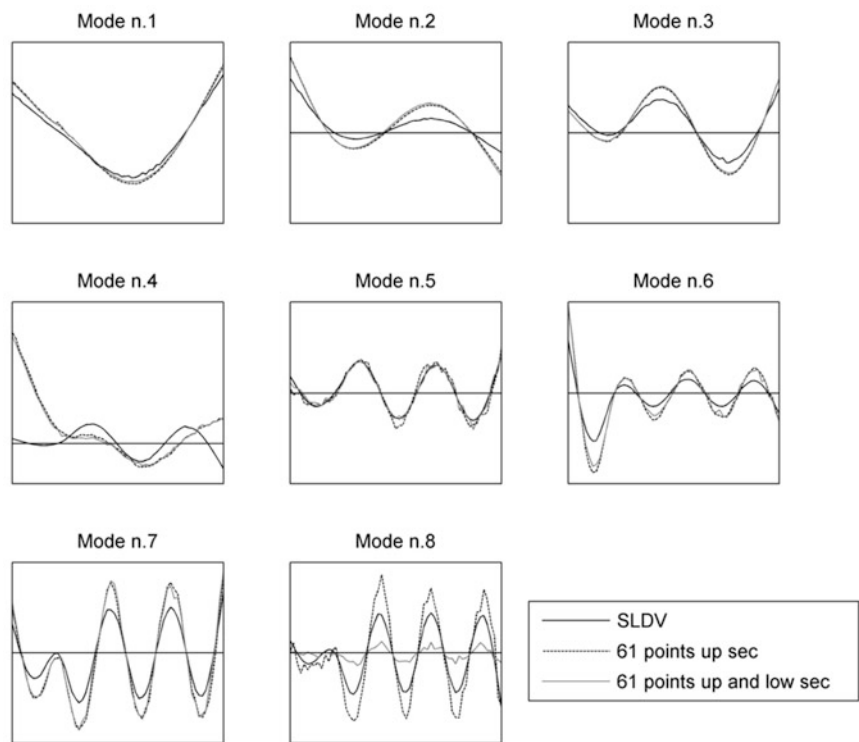 Mode n.1
Mode n.2
Mode n.3
Mode n.4
Mode n.5
Mode n.6
Mode n.7
Mode n.8
SLDV
61 points up sec
61 points up and low sec